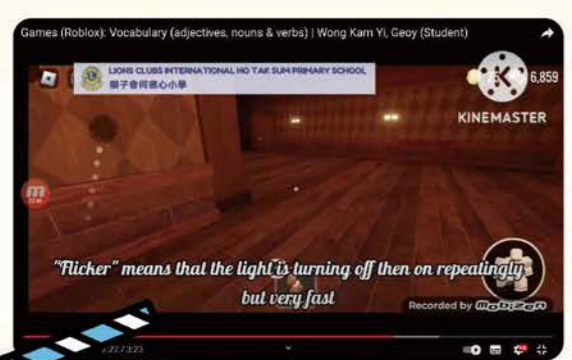 Games (Roblox): Vocabulary (adjectives, nouns & verbs) | Wong Kam Yi, Geoy (Student)
LIONS CLUBS INTERNATIONAL HO TAK SUM PRIMARY SCHOOL
獅子會何德心小學
6,859
KINEMASTER
"Flicker" means that the light is turning off then on repeatingly
but very fast
Recorded by Mobizen